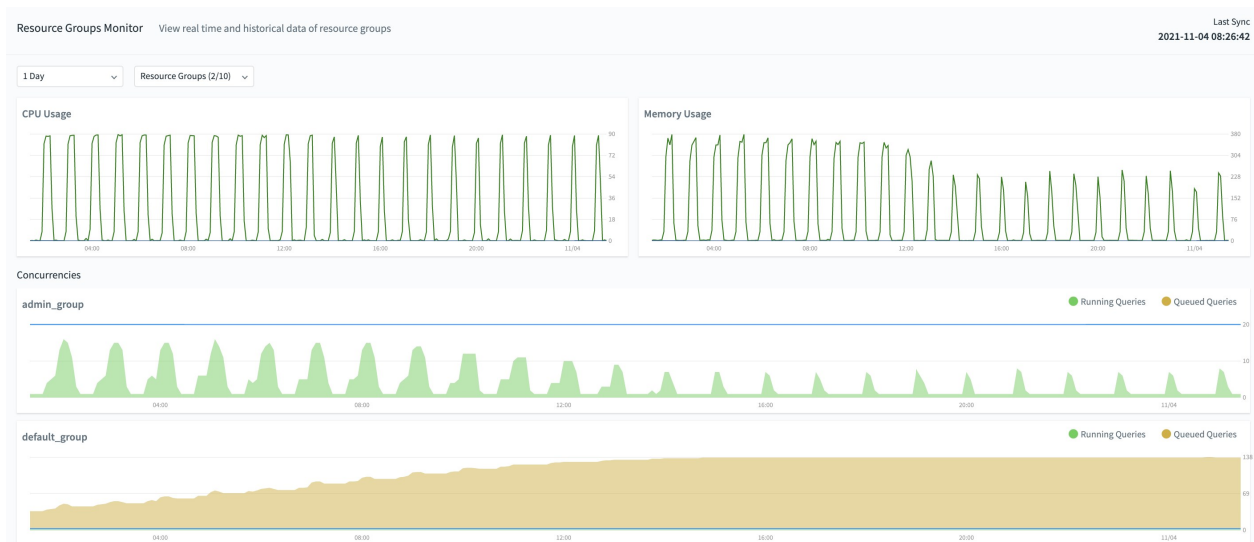 Resource Groups Monitor View real time and historical data of resource groups
Last Sync
2021-11-04 08:26:42
1 Day
Resource Groups (2/10)
CPU Usage
90
72
54
36
18
0
04:00 08:00 12:00 16:00 20:00 11/04
Memory Usage
380
304
228
152
76
0
04:00 08:00 12:00 16:00 20:00 11/04
Concurrencies
admin_group
Running Queries Queued Queries
20
10
0
04:00 08:00 12:00 16:00 20:00 11/04
default_group
Running Queries Queued Queries
138
69
0
04:00 08:00 12:00 16:00 20:00 11/04